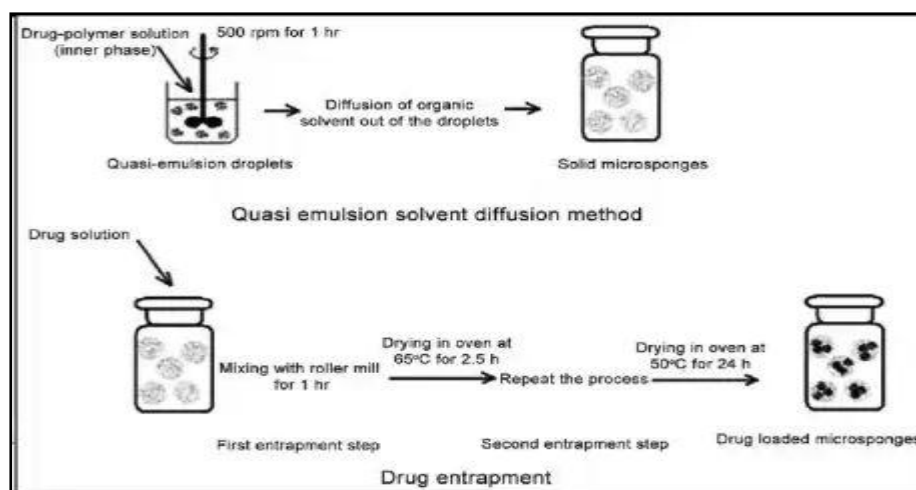 Drug-polymer solution
(inner phase)
500 rpm for 1 hr
Diffusion of organic
solvent out of the droplets
Quasi-emulsion droplets
Solid microsponges
Quasi emulsion solvent diffusion method
Drug solution
Mixing with roller mill
for 1 hr
Drying in oven at
65°C for 2.5 h
Repeat the process
Drying in oven at
50°C for 24 h
First entrapment step
Second entrapment step
Drug loaded microsponges
Drug entrapment